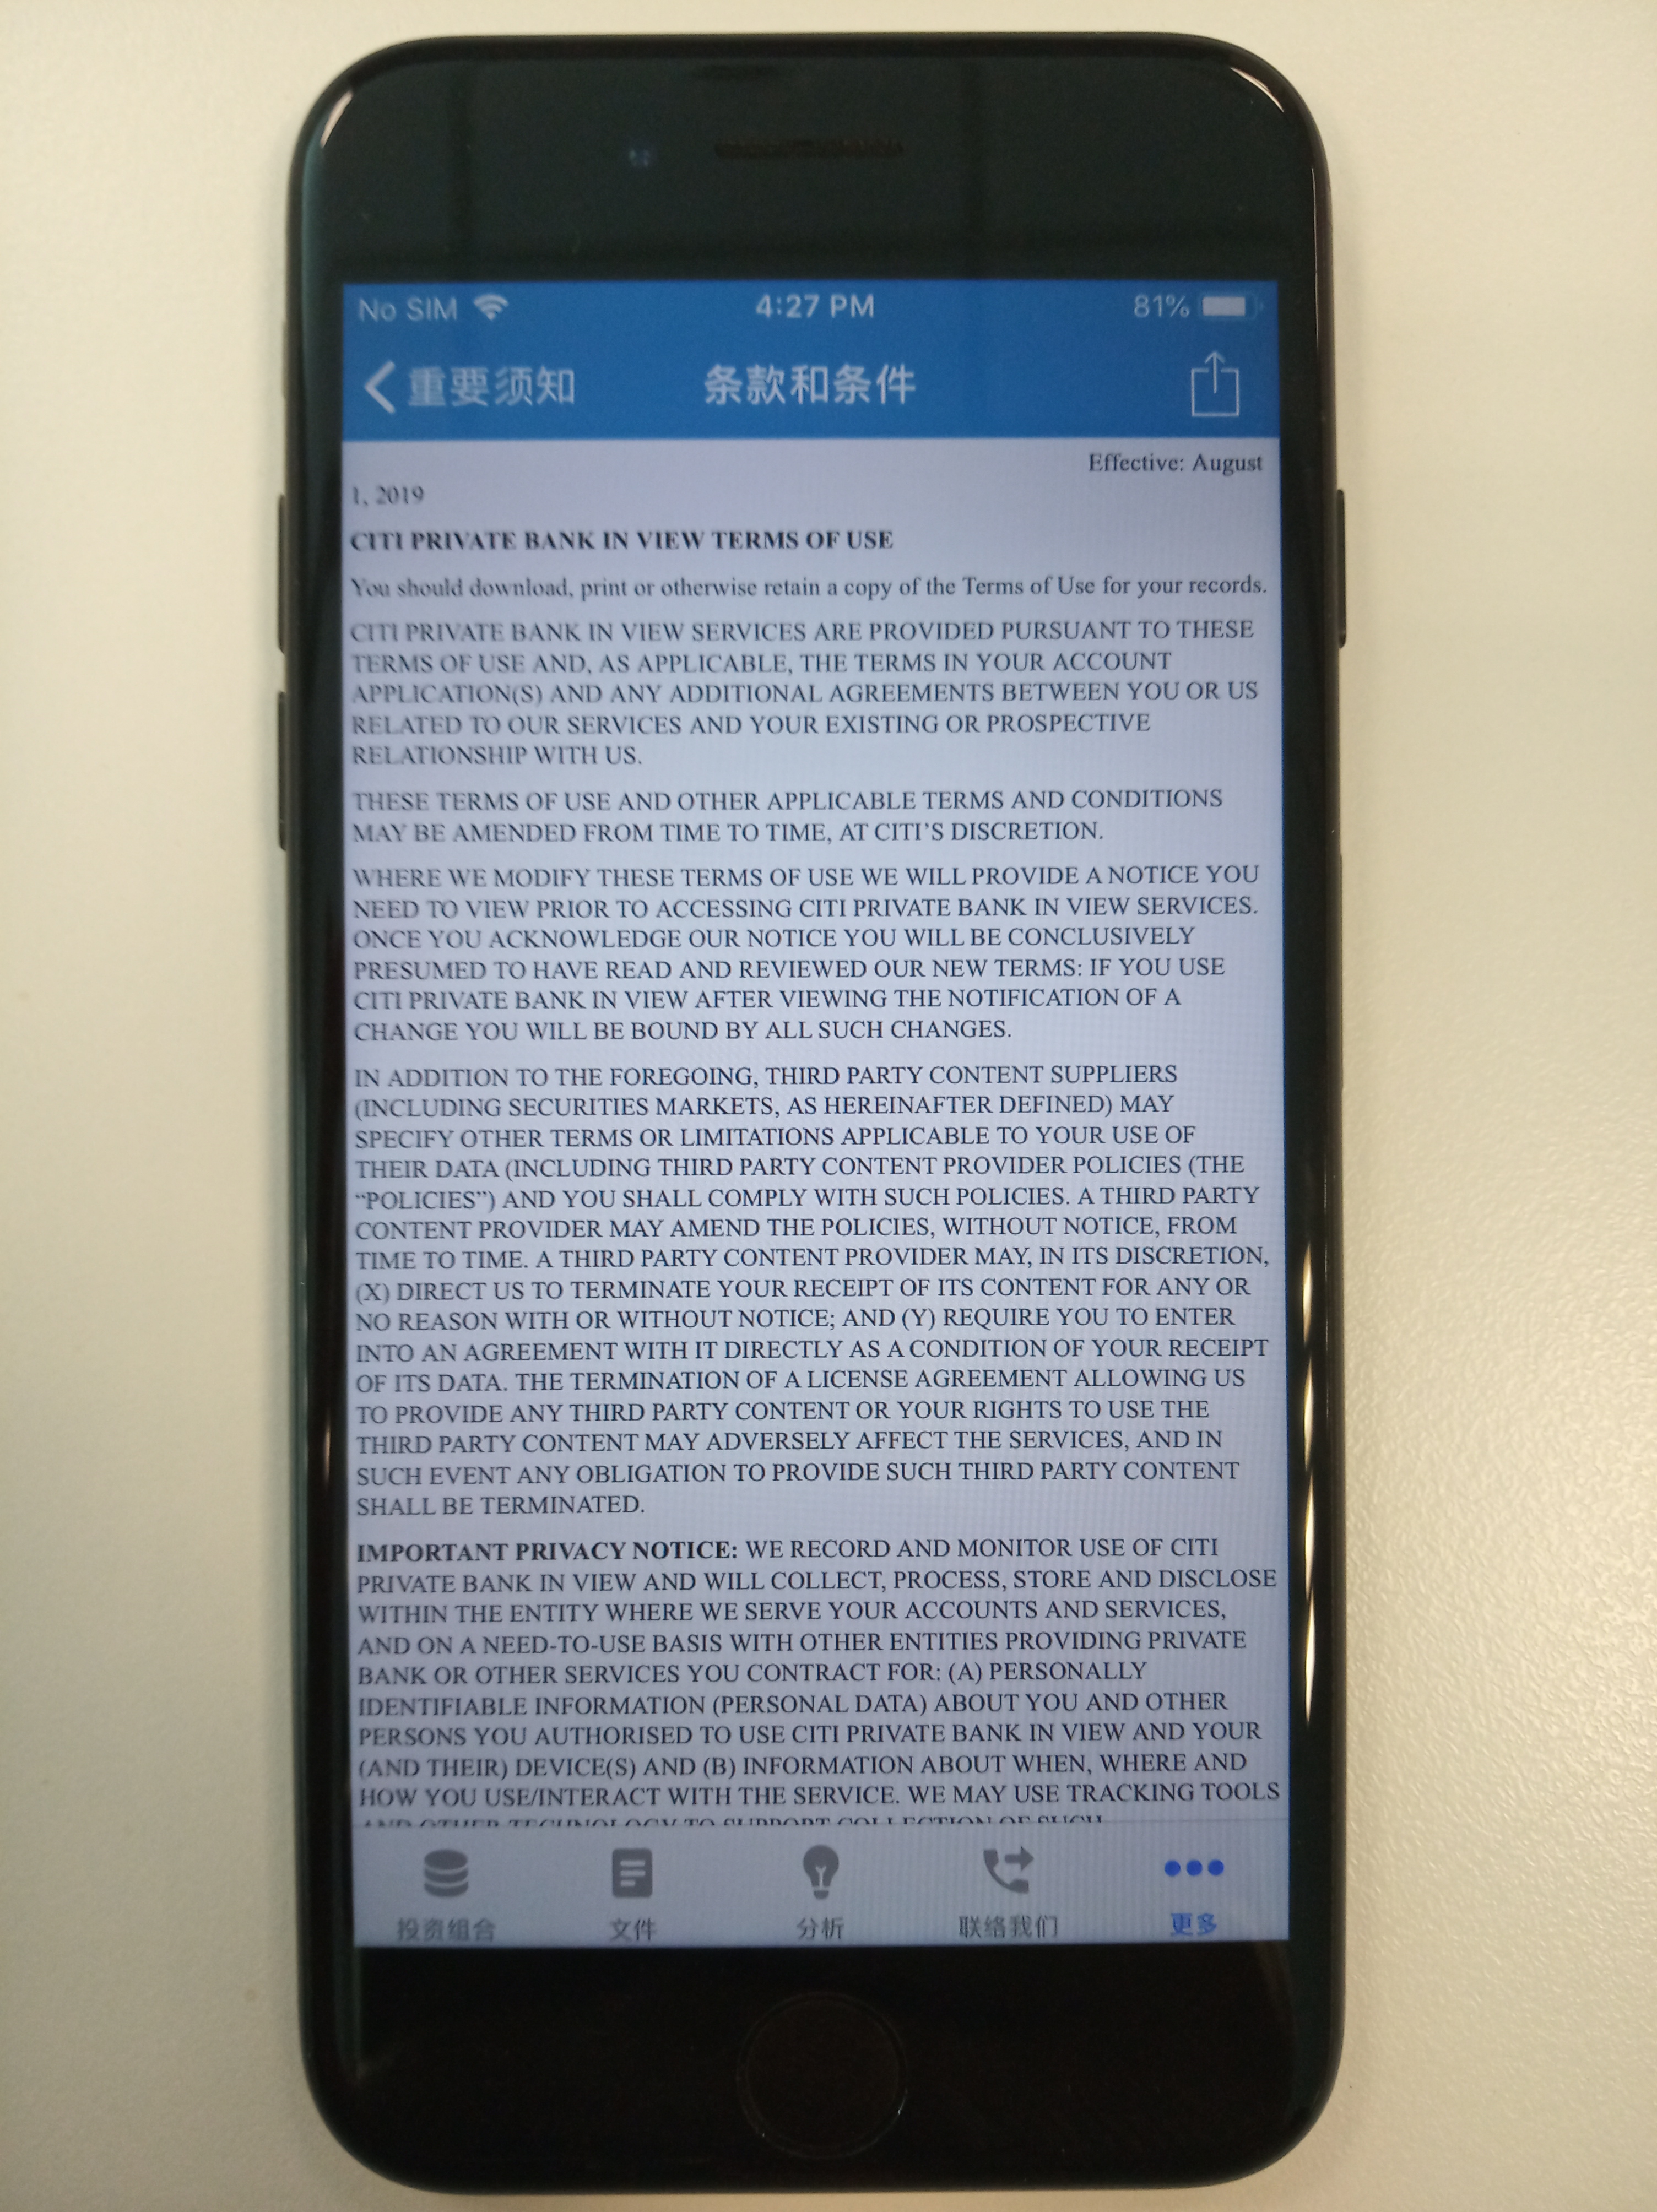 No SIM 4:27 PM 81%
重要须知 条款和条件
Effective: August
1, 2019
CITI PRIVATE BANK IN VIEW TERMS OF USE
You should download, print or otherwise retain a copy of the Terms of Use for your records.
CITI PRIVATE BANK IN VIEW SERVICES ARE PROVIDED PURSUANT TO THESE
TERMS OF USE AND, AS APPLICABLE, THE TERMS IN YOUR ACCOUNT
APPLICATION(S) AND ANY ADDITIONAL AGREEMENTS BETWEEN YOU OR US
RELATED TO OUR SERVICES AND YOUR EXISTING OR PROSPECTIVE
RELATIONSHIP WITH US.
THESE TERMS OF USE AND OTHER APPLICABLE TERMS AND CONDITIONS
MAY BE AMENDED FROM TIME TO TIME, AT CITI’S DISCRETION.
WHERE WE MODIFY THESE TERMS OF USE WE WILL PROVIDE A NOTICE YOU
NEED TO VIEW PRIOR TO ACCESSING CITI PRIVATE BANK IN VIEW SERVICES.
ONCE YOU ACKNOWLEDGE OUR NOTICE YOU WILL BE CONCLUSIVELY
PRESUMED TO HAVE READ AND REVIEWED OUR NEW TERMS: IF YOU USE
CITI PRIVATE BANK IN VIEW AFTER VIEWING THE NOTIFICATION OF A
CHANGE YOU WILL BE BOUND BY ALL SUCH CHANGES.
IN ADDITION TO THE FOREGOING, THIRD PARTY CONTENT SUPPLIERS
(INCLUDING SECURITIES MARKETS, AS HEREINAFTER DEFINED) MAY
SPECIFY OTHER TERMS OR LIMITATIONS APPLICABLE TO YOUR USE OF
THEIR DATA (INCLUDING THIRD PARTY CONTENT PROVIDER POLICIES (THE
“POLICIES”) AND YOU SHALL COMPLY WITH SUCH POLICIES. A THIRD PARTY
CONTENT PROVIDER MAY AMEND THE POLICIES, WITHOUT NOTICE, FROM
TIME TO TIME. A THIRD PARTY CONTENT PROVIDER MAY, IN ITS DISCRETION,
(X) DIRECT US TO TERMINATE YOUR RECEIPT OF ITS CONTENT FOR ANY OR
NO REASON WITH OR WITHOUT NOTICE; AND (Y) REQUIRE YOU TO ENTER
INTO AN AGREEMENT WITH IT DIRECTLY AS A CONDITION OF YOUR RECEIPT
OF ITS DATA. THE TERMINATION OF A LICENSE AGREEMENT ALLOWING US
TO PROVIDE ANY THIRD PARTY CONTENT OR YOUR RIGHTS TO USE THE
THIRD PARTY CONTENT MAY ADVERSELY AFFECT THE SERVICES, AND IN
SUCH EVENT ANY OBLIGATION TO PROVIDE SUCH THIRD PARTY CONTENT
SHALL BE TERMINATED.
IMPORTANT PRIVACY NOTICE: WE RECORD AND MONITOR USE OF CITI
PRIVATE BANK IN VIEW AND WILL COLLECT, PROCESS, STORE AND DISCLOSE
WITHIN THE ENTITY WHERE WE SERVE YOUR ACCOUNTS AND SERVICES,
AND ON A NEED-TO-USE BASIS WITH OTHER ENTITIES PROVIDING PRIVATE
BANK OR OTHER SERVICES YOU CONTRACT FOR: (A) PERSONALLY
IDENTIFIABLE INFORMATION (PERSONAL DATA) ABOUT YOU AND OTHER
PERSONS YOU AUTHORISED TO USE CITI PRIVATE BANK IN VIEW AND YOUR
(AND THEIR) DEVICE(S) AND (B) INFORMATION ABOUT WHEN, WHERE AND
HOW YOU USE/INTERACT WITH THE SERVICE. WE MAY USE TRACKING TOOLS
AND OTHER TECHNOLOGY TO SUPPORT COLLECTION OF SUCH
投资组合 文件 分析 联络我们 更多